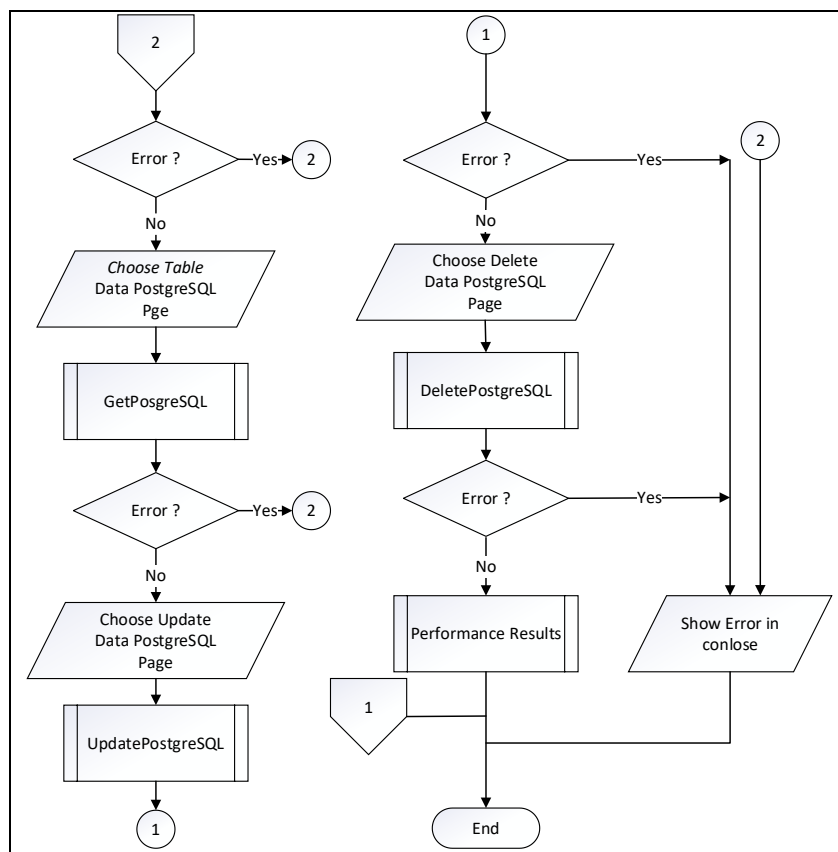 2
Error ?
Yes
2
No
Choose Table
Data PostgreSQL
Pge
GetPosgreSQL
Error ?
Yes
2
No
Choose Update
Data PostgreSQL
Page
UpdatePostgreSQL
1
1
Error ?
Yes
No
Choose Delete
Data PostgreSQL
Page
DeletePostgreSQL
Error ?
Yes
No
Performance Results
1
End
2
Show Error in
conlose